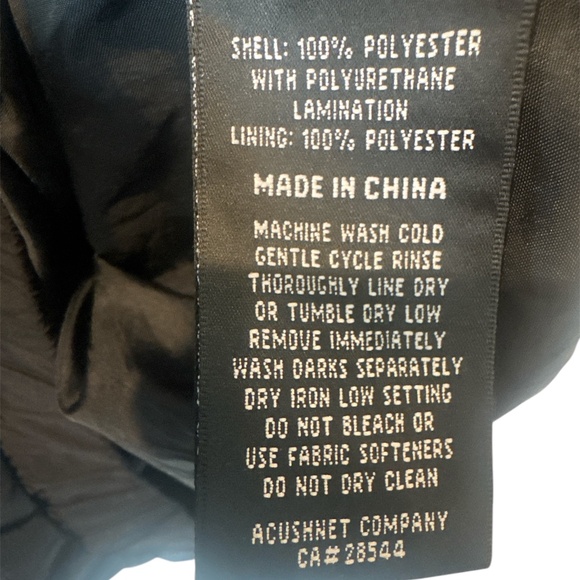 SHELL: 100% POLYESTER
WITH POLYURETHANE
LAMINATION
LINING: 100% POLYESTER
MADE IN CHINA
MACHINE WASH COLD
GENTLE CYCLE RINSE
THOROUGHLY LINE DRY
OR TUMBLE DRY LOW
REMOVE IMMEDIATELY
WASH DARKS SEPARATELY
DRY IRON LOW SETTING
DO NOT BLEACH OR
USE FABRIC SOFTENERS
DO NOT DRY CLEAN
ACUSHNET COMPANY
CA# 28544